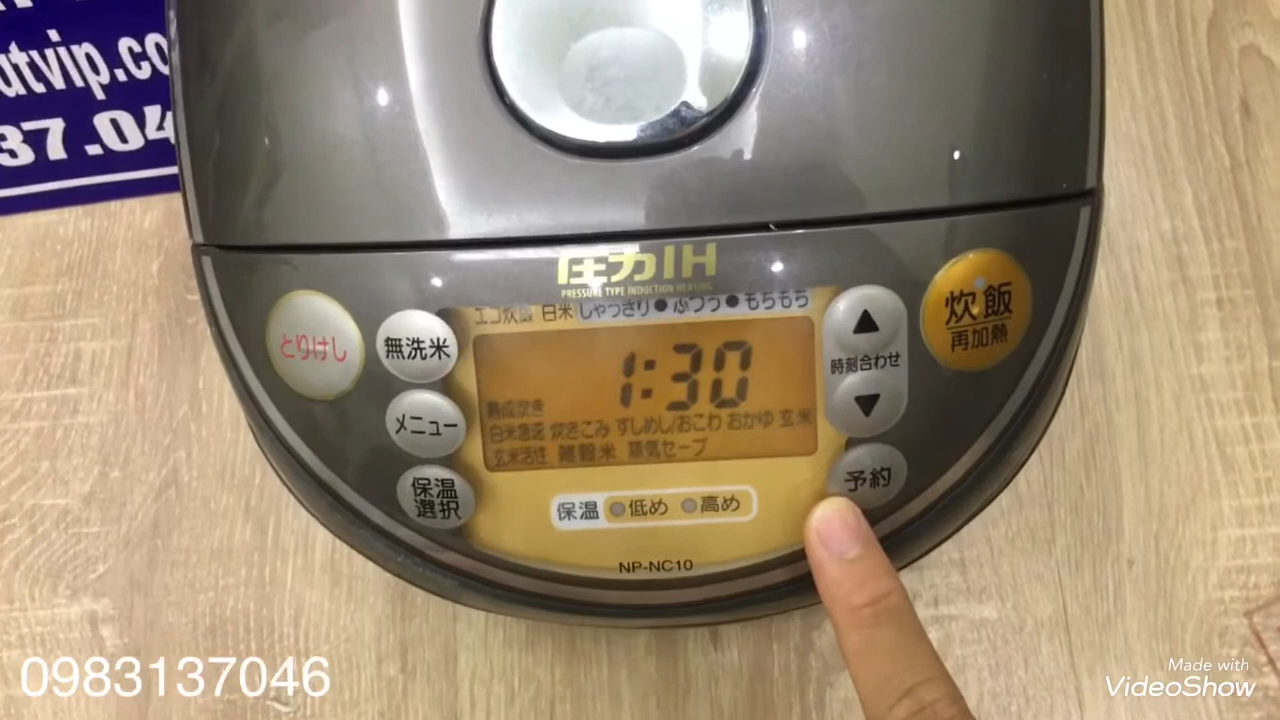 utvip.co
37.04
圧力IH
PRESSURE TYPE INDUCTION HEATING
エコ炊飯 白米 しゃっきり●ふつう●もちもち
とりけし
無洗米
メニュー
保温
選択
1:30
熟成炊き
白米急速 炊きこみ すしめし/おこわ おかゆ 玄米
玄米活性 雑穀米 蒸気セーブ
保温 低め 高め
NP-NC10
時刻合わせ
予約
炊飯
再加熱
0983137046
Made with
VideoShow